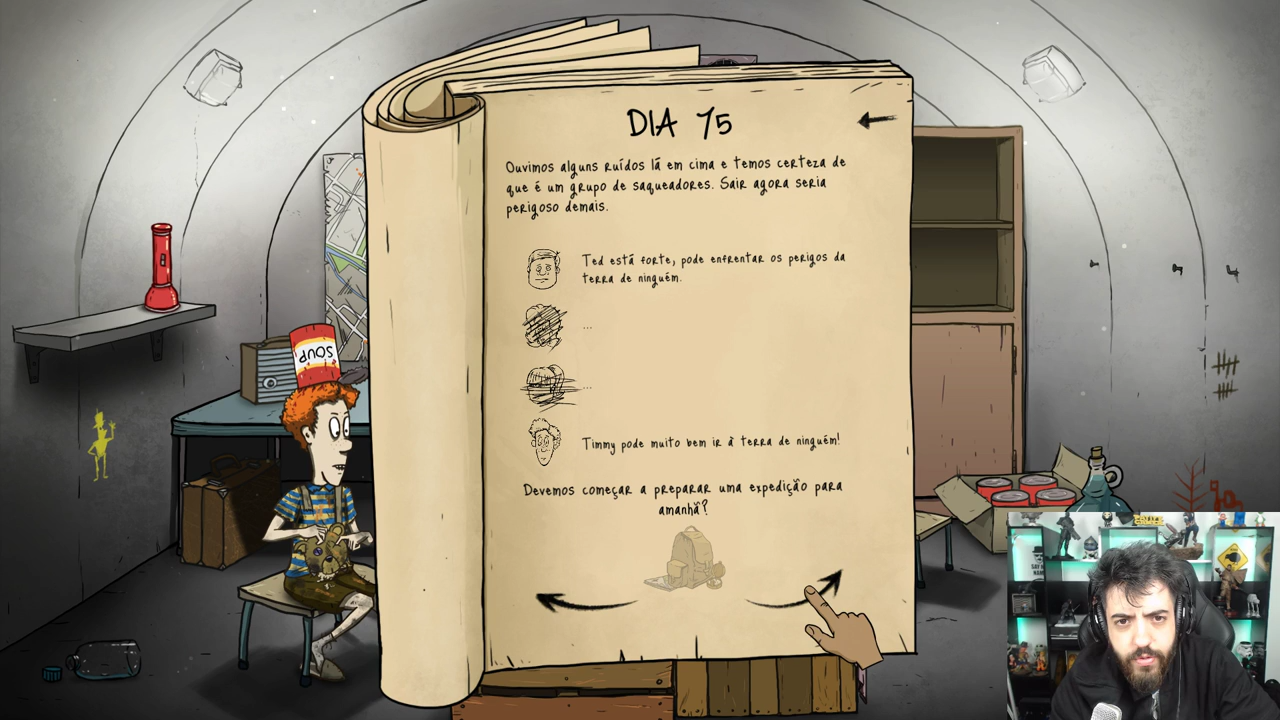 DIA 75
Ouvimos alguns ruídos lá em cima e temos certeza de
que é um grupo de saqueadores. Sair agora seria
perigoso demais.
Ted está forte, pode enfrentar os perigos da
terra de ninguém.
...
...
Timmy pode muito bem ir à terra de ninguém!
Devemos começar a preparar uma expedição para
amanhã?
SOUP